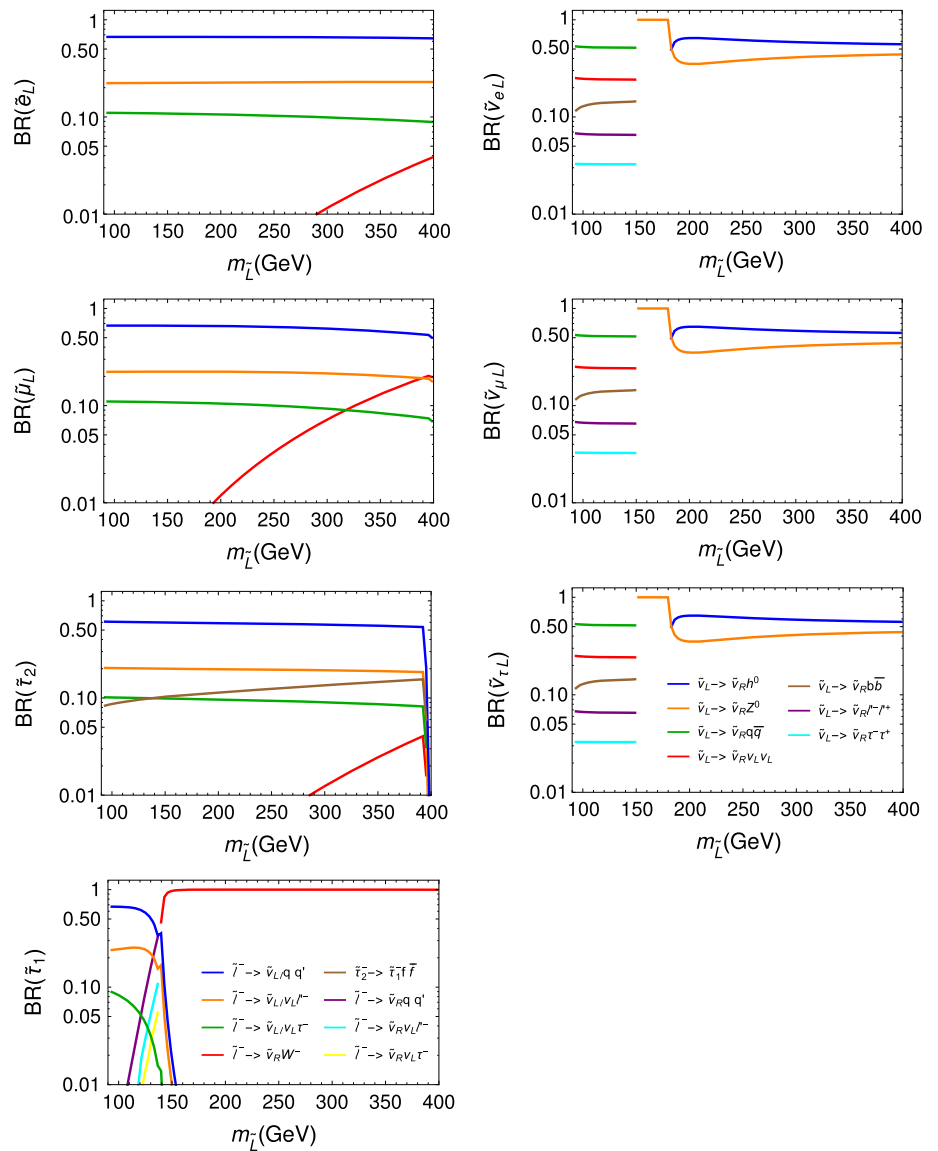 BR(ẽ_L)
1
0.50
0.10
0.05
0.01
100 150 200 250 300 350 400
m_L̃(GeV)
BR(ν̃_eL)
1
0.50
0.10
0.05
0.01
100 150 200 250 300 350 400
m_L̃(GeV)
BR(μ̃_L)
1
0.50
0.10
0.05
0.01
100 150 200 250 300 350 400
m_L̃(GeV)
BR(ν̃_μL)
1
0.50
0.10
0.05
0.01
100 150 200 250 300 350 400
m_L̃(GeV)
BR(τ̃_2)
1
0.50
0.10
0.05
0.01
100 150 200 250 300 350 400
m_L̃(GeV)
BR(ν̃_τL)
1
0.50
0.10
0.05
0.01
ν̃_L-> ν̃_R h^0
ν̃_L-> ν̃_R Z^0
ν̃_L-> ν̃_R q q̅
ν̃_L-> ν̃_R ν_L ν_L
ν̃_L-> ν̃_R b b̅
ν̃_L-> ν̃_R l'^- l'^+
ν̃_L-> ν̃_R τ^- τ^+
100 150 200 250 300 350 400
m_L̃(GeV)
BR(τ̃_1)
1
0.50
0.10
0.05
0.01
l̃^- -> ν̃_L/ q q'
l̃^- -> ν̃_L/ ν_L l'^-
l̃^- -> ν̃_L/ ν_L τ^-
l̃^- -> ν̃_R W^-
τ̃_2^- -> τ̃_1^- f f̅
l̃^- -> ν̃_R q q'
l̃^- -> ν̃_R ν_L l'^-
l̃^- -> ν̃_R ν_L τ^-
100 150 200 250 300 350 400
m_L̃(GeV)